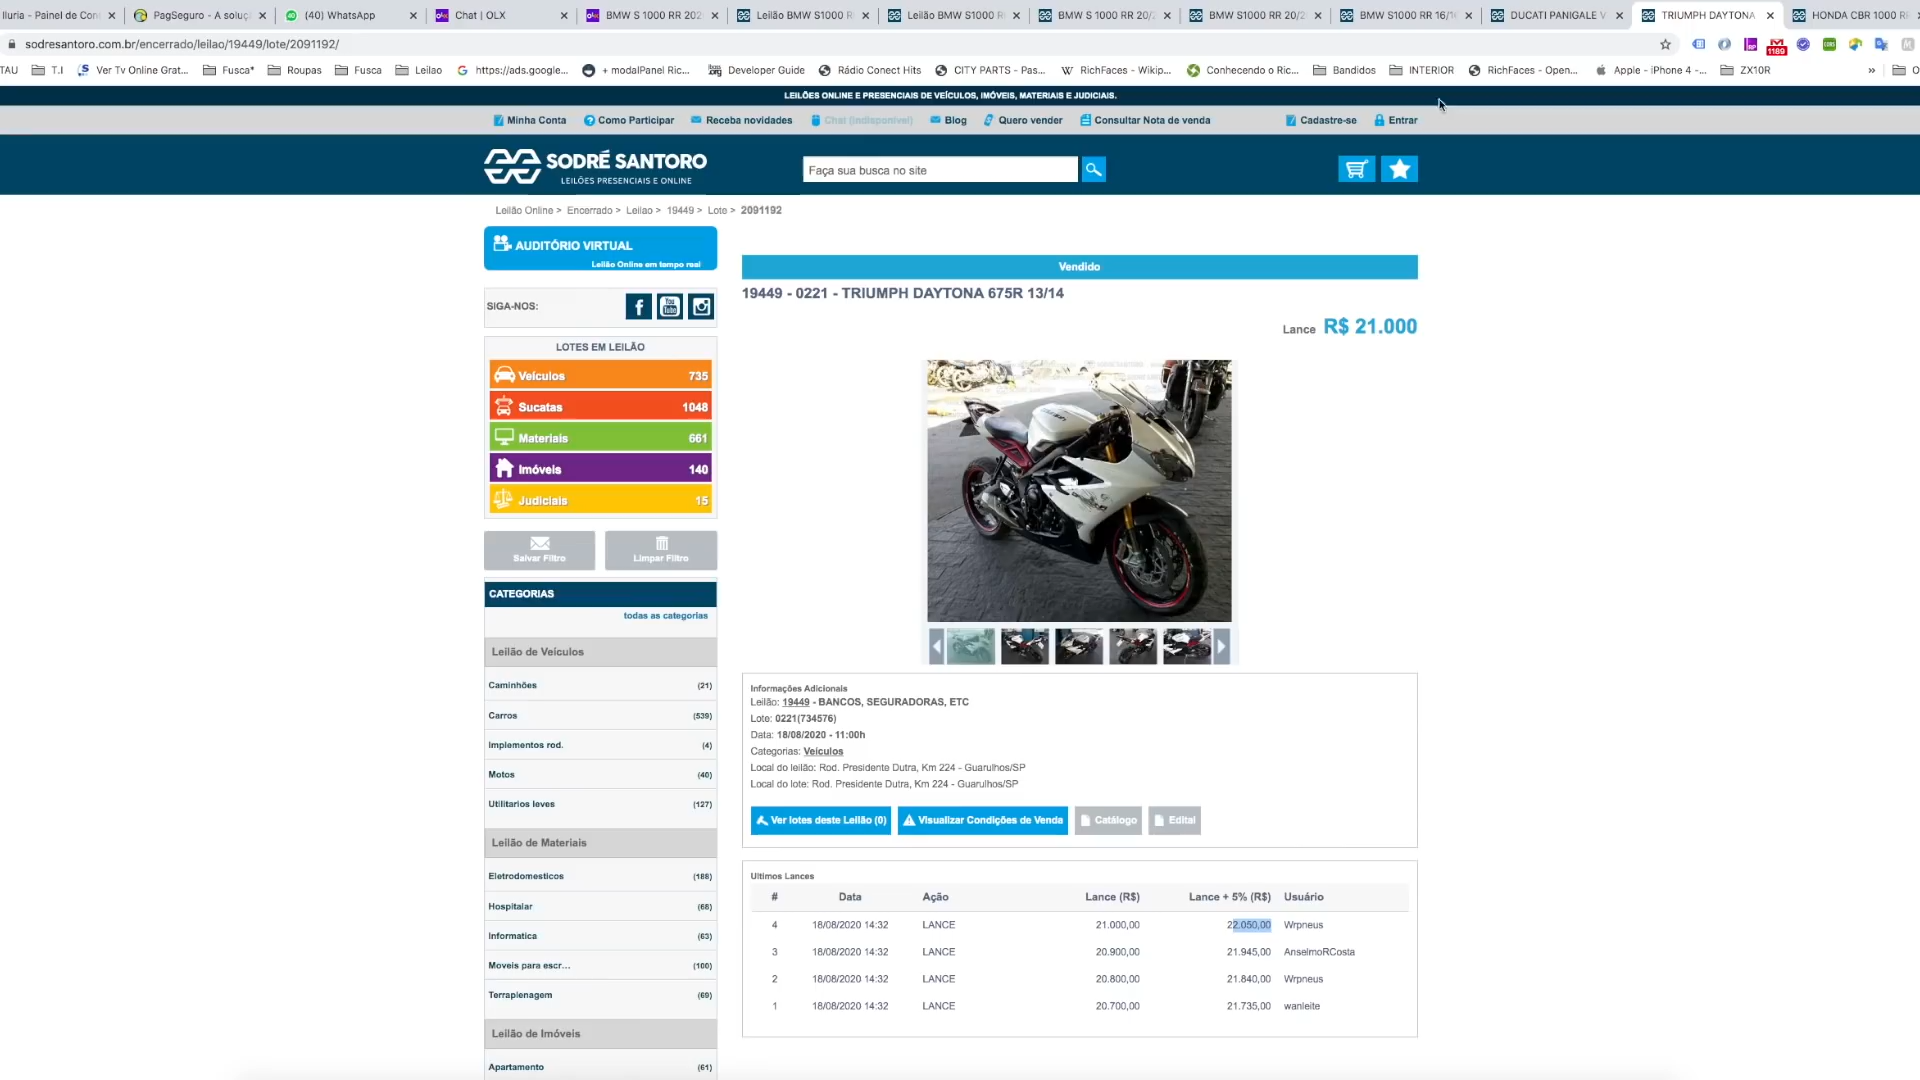 Iluria - Painel de Con
PagSeguro - A soluç
(40) WhatsApp
Chat | OLX
BMW S 1000 RR 202
Leilão BMW S1000 R
Leilão BMW S1000 R
BMW S 1000 RR 20/2
BMW S1000 RR 20/2
BMW S1000 RR 16/1
DUCATI PANIGALE V
TRIUMPH DAYTONA
HONDA CBR 1000 RR
sodresantoro.com.br/encerrado/leilao/19449/lote/2091192/
1189
TAU
T.I
Ver Tv Online Grat...
Fusca*
Roupas
Fusca
Leilao
https://ads.google...
+ modalPanel Ric...
Developer Guide
Rádio Conect Hits
CITY PARTS - Pas...
RichFaces - Wikip...
Conhecendo o Ric...
Bandidos
INTERIOR
RichFaces - Open...
Apple - iPhone 4 -...
ZX10R
»
LEILÕES ONLINE E PRESENCIAIS DE VEÍCULOS, IMÓVEIS, MATERIAIS E JUDICIAIS.
Minha Conta
Como Participar
Receba novidades
Chat (indisponível)
Blog
Quero vender
Consultar Nota de venda
Cadastre-se
Entrar
SODRÉ SANTORO
LEILÕES PRESENCIAIS E ONLINE
Faça sua busca no site
Leilão Online > Encerrado > Leilao > 19449 > Lote > 2091192
AUDITÓRIO VIRTUAL
Leilão Online em tempo real
SIGA-NOS:
LOTES EM LEILÃO
Veículos 735
Sucatas 1048
Materiais 661
Imóveis 140
Judiciais 15
Salvar Filtro
Limpar Filtro
CATEGORIAS
todas as categorias
Leilão de Veículos
Caminhões (21)
Carros (539)
Implementos rod. (4)
Motos (40)
Utilitarios leves (127)
Leilão de Materiais
Eletrodomesticos (188)
Hospitalar (68)
Informatica (63)
Moveis para escr... (100)
Terraplenagem (69)
Leilão de Imóveis
Apartamento (61)
Vendido
19449 - 0221 - TRIUMPH DAYTONA 675R 13/14
Lance R$ 21.000
Informações Adicionais
Leilão: 19449 - BANCOS, SEGURADORAS, ETC
Lote: 0221(734576)
Data: 18/08/2020 - 11:00h
Categorias: Veículos
Local do leilão: Rod. Presidente Dutra, Km 224 - Guarulhos/SP
Local do lote: Rod. Presidente Dutra, Km 224 - Guarulhos/SP
Ver lotes deste Leilão (0)
Visualizar Condições de Venda
Catálogo
Edital
Ultimos Lances
# Data Ação Lance (R$) Lance + 5% (R$) Usuário
4 18/08/2020 14:32 LANCE 21.000,00 22.050,00 Wrpneus
3 18/08/2020 14:32 LANCE 20.900,00 21.945,00 AnselmoRCosta
2 18/08/2020 14:32 LANCE 20.800,00 21.840,00 Wrpneus
1 18/08/2020 14:32 LANCE 20.700,00 21.735,00 wanleite